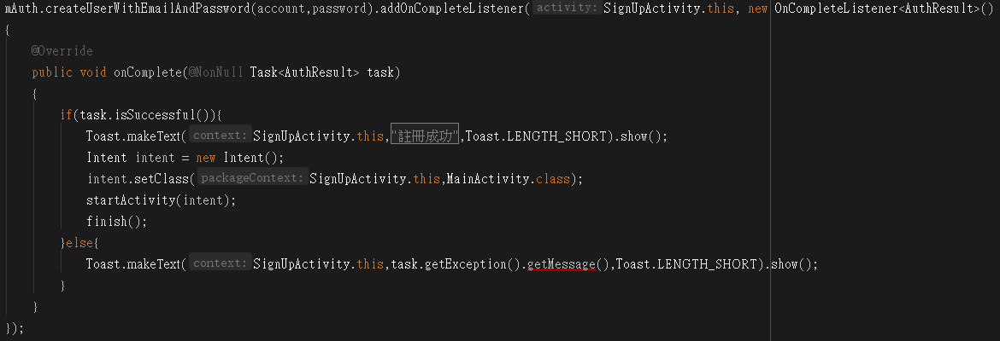 mAuth.createUserWithEmailAndPassword(account,password).addOnCompleteListener( activity: SignUpActivity.this, new OnCompleteListener<AuthResult>()
{
@Override
public void onComplete(@NonNull Task<AuthResult> task)
{
if(task.isSuccessful()){
Toast.makeText( context: SignUpActivity.this,"註冊成功",Toast.LENGTH_SHORT).show();
Intent intent = new Intent();
intent.setClass( packageContext: SignUpActivity.this,MainActivity.class);
startActivity(intent);
finish();
}else{
Toast.makeText( context: SignUpActivity.this,task.getException().getMessage(),Toast.LENGTH_SHORT).show();
}
}
});